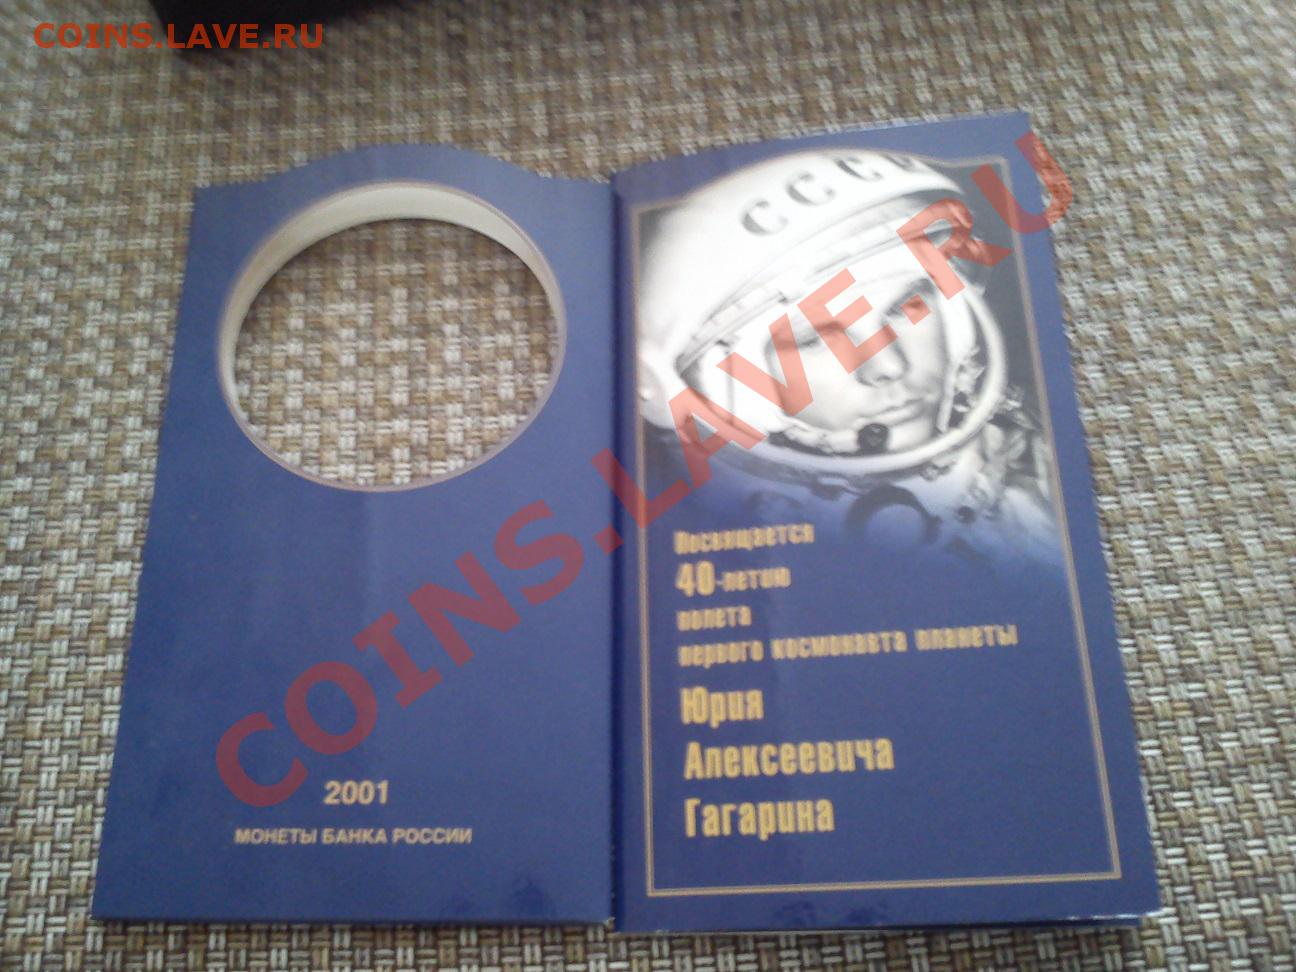 COINS.LAVE.RU
СССР
Посвящается
40-летию
полета
первого космонавта планеты
Юрия
Алексеевича
Гагарина
2001
МОНЕТЫ БАНКА РОССИИ
COINS.LAVE.RU